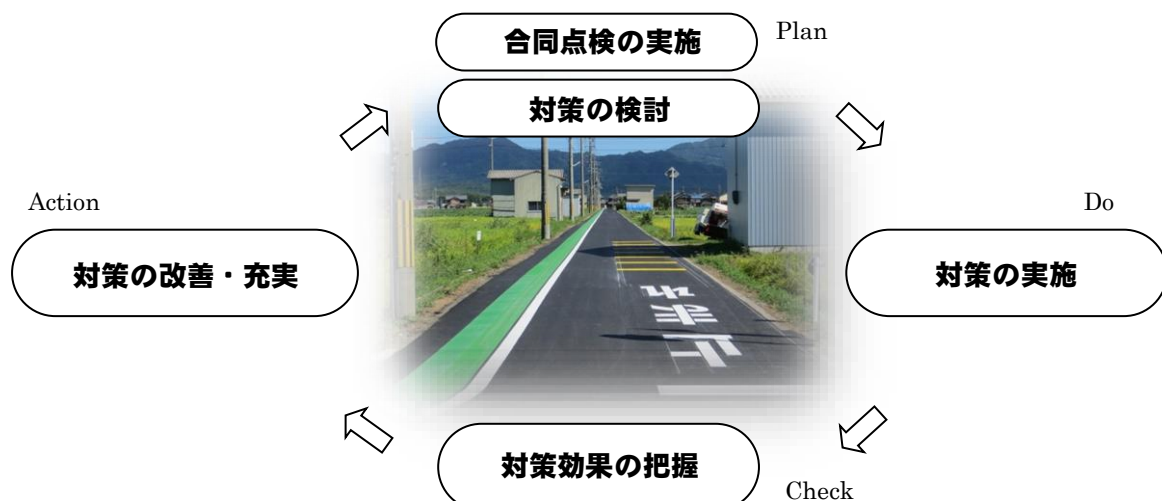 合同点検の実施
Plan
対策の検討
Action
Do
対策の改善・充実
対策の実施
止まれ
対策効果の把握
Check